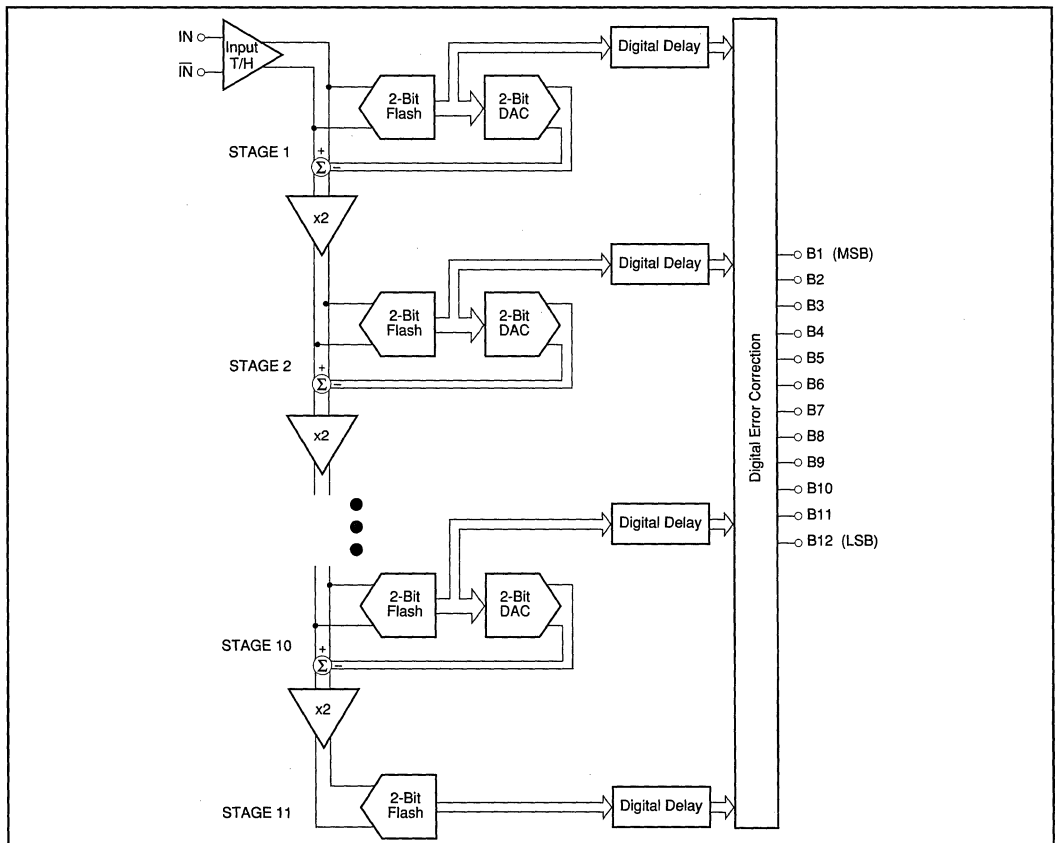 IN
Input
T/H
IN
Digital Delay
2-Bit
Flash
2-Bit
DAC
STAGE 1
+
Σ
–
x2
Digital Delay
2-Bit
Flash
2-Bit
DAC
STAGE 2
+
Σ
–
x2
Digital Delay
2-Bit
Flash
2-Bit
DAC
STAGE 10
+
Σ
–
x2
2-Bit
Flash
STAGE 11
Digital Delay
Digital Error Correction
B1 (MSB)
B2
B3
B4
B5
B6
B7
B8
B9
B10
B11
B12 (LSB)